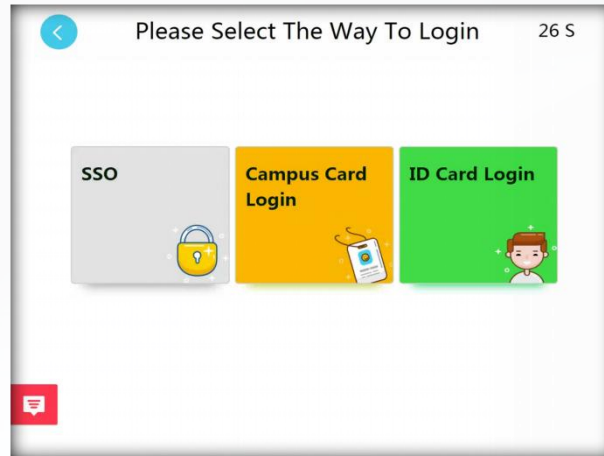 Please Select The Way To Login
26 S
SSO
Campus Card
Login
ID Card Login